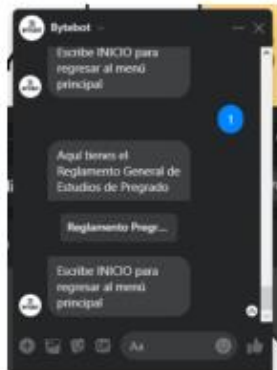 Bytebot
Escribe INICIO para
regresar al menú
principal
1
Aquí tienes el
Reglamento General de
Estudios de Pregrado
Reglamento Pregr...
Escribe INICIO para
regresar al menú
principal
Aa